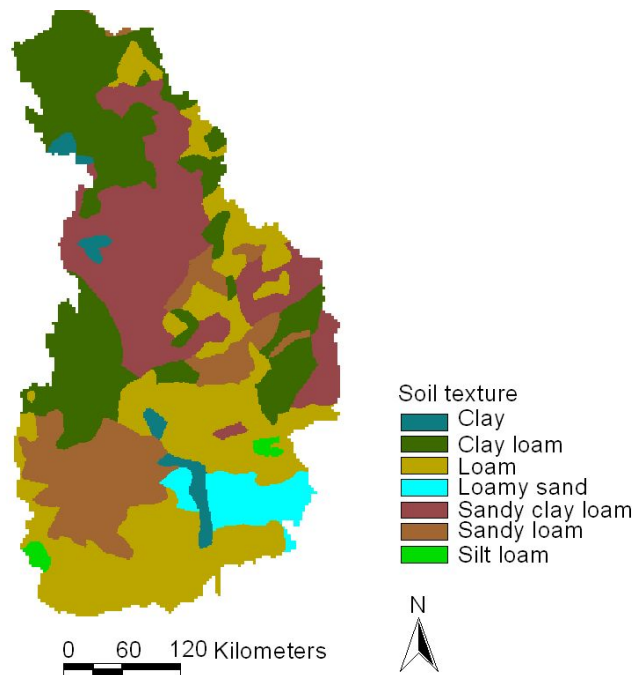 Soil texture
Clay
Clay loam
Loam
Loamy sand
Sandy clay loam
Sandy loam
Silt loam
N
0 60 120 Kilometers